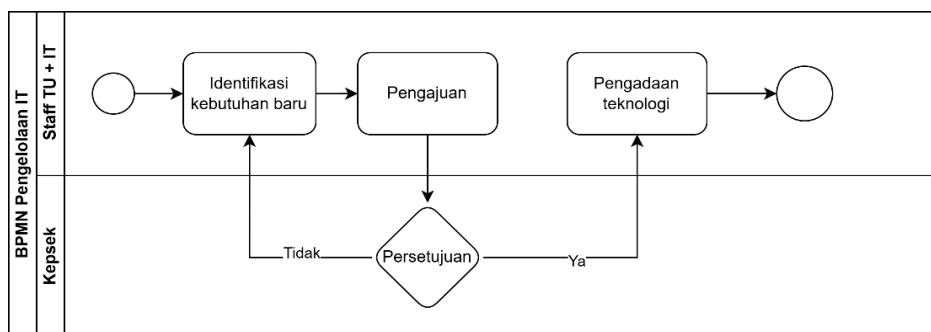 BPMN Pengelolaan IT
Staff TU + IT
Identifikasi
kebutuhan baru
Pengajuan
Pengadaan
teknologi
Kepsek
Tidak
Persetujuan
Ya